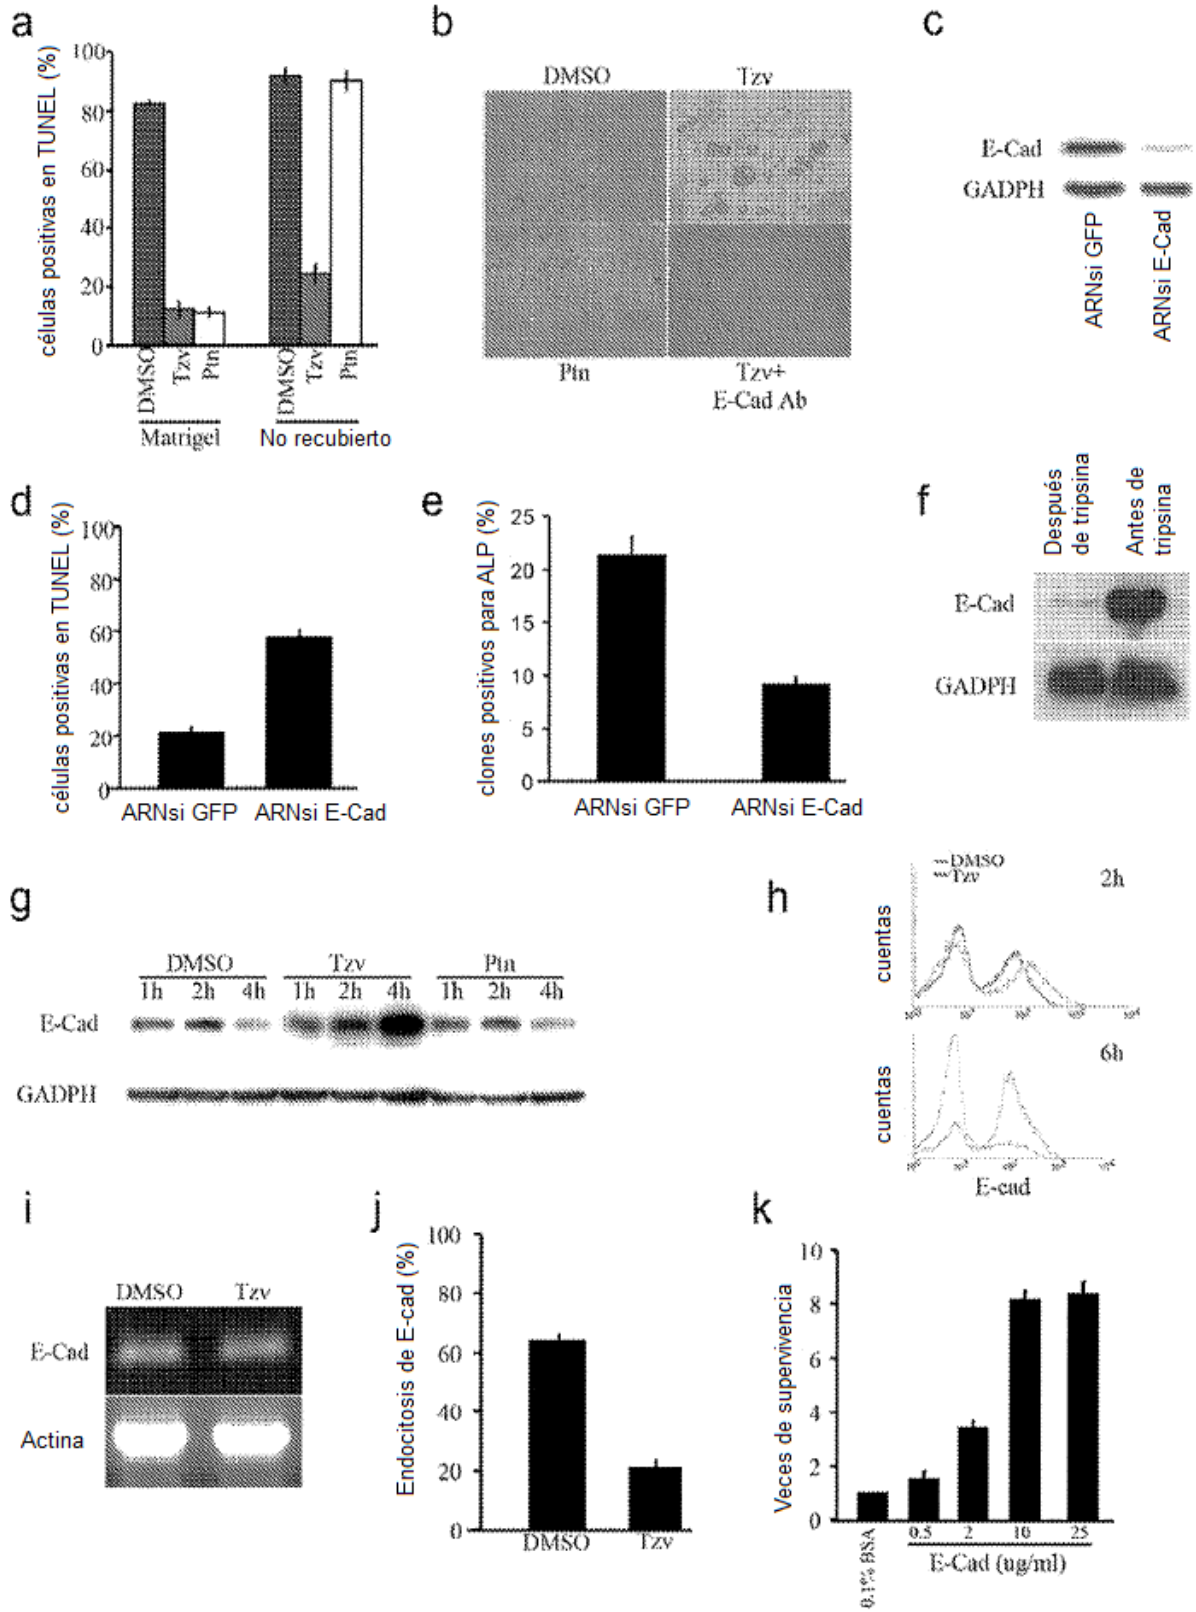 a
células positivas en TUNEL (%)
100
80
60
40
20
0
DMSO
Tzv
Ptn
DMSO
Tzv
Ptn
Matrigel
No recubierto
b
DMSO
Tzv
Ptn
Tzv+
E-Cad Ab
c
E-Cad
GADPH
ARNsi GFP
ARNsi E-Cad
d
células positivas en TUNEL (%)
100
80
60
40
20
0
ARNsi GFP
ARNsi E-Cad
e
clones positivos para ALP (%)
25
20
15
10
5
0
ARNsi GFP
ARNsi E-Cad
f
Después
de tripsina
Antes de
tripsina
E-Cad
GADPH
g
DMSO
Tzv
Ptn
1h 2h 4h 1h 2h 4h 1h 2h 4h
E-Cad
GADPH
h
DMSO
Tzv
2h
cuentas
6h
cuentas
E-cad
i
DMSO
Tzv
E-Cad
Actina
j
Endocitosis de E-cad (%)
100
80
60
40
20
0
DMSO
Tzv
k
Veces de supervivencia
10
8
6
4
2
0
0.1% BSA
0.5 2 10 25
E-Cad (ug/ml)